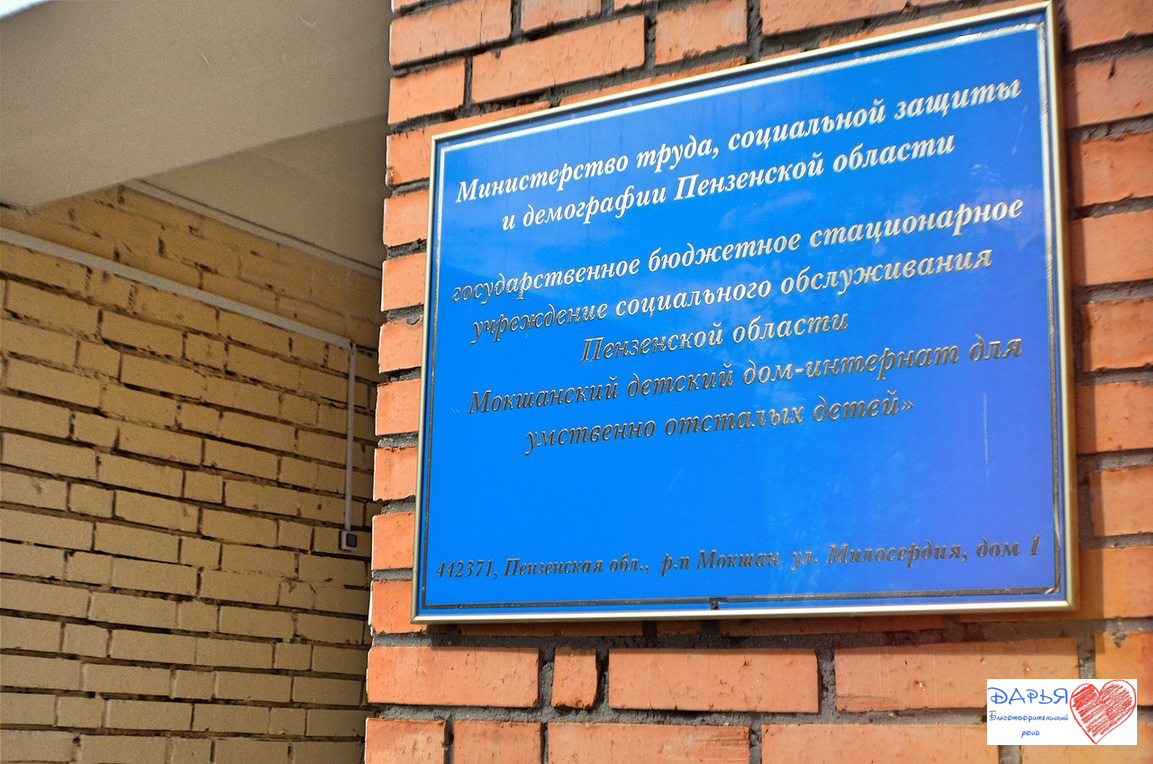 Министерство труда, социальной защиты
и демографии Пензенской области
государственное бюджетное стационарное
учреждение социального обслуживания
Пензенской области
Мокшанский детский дом-интернат для
умственно отсталых детей»
442371, Пензенская обл., р.п Мокшан, ул. Милосердия, дом 1
ДАРЬЯ
Благотворительный